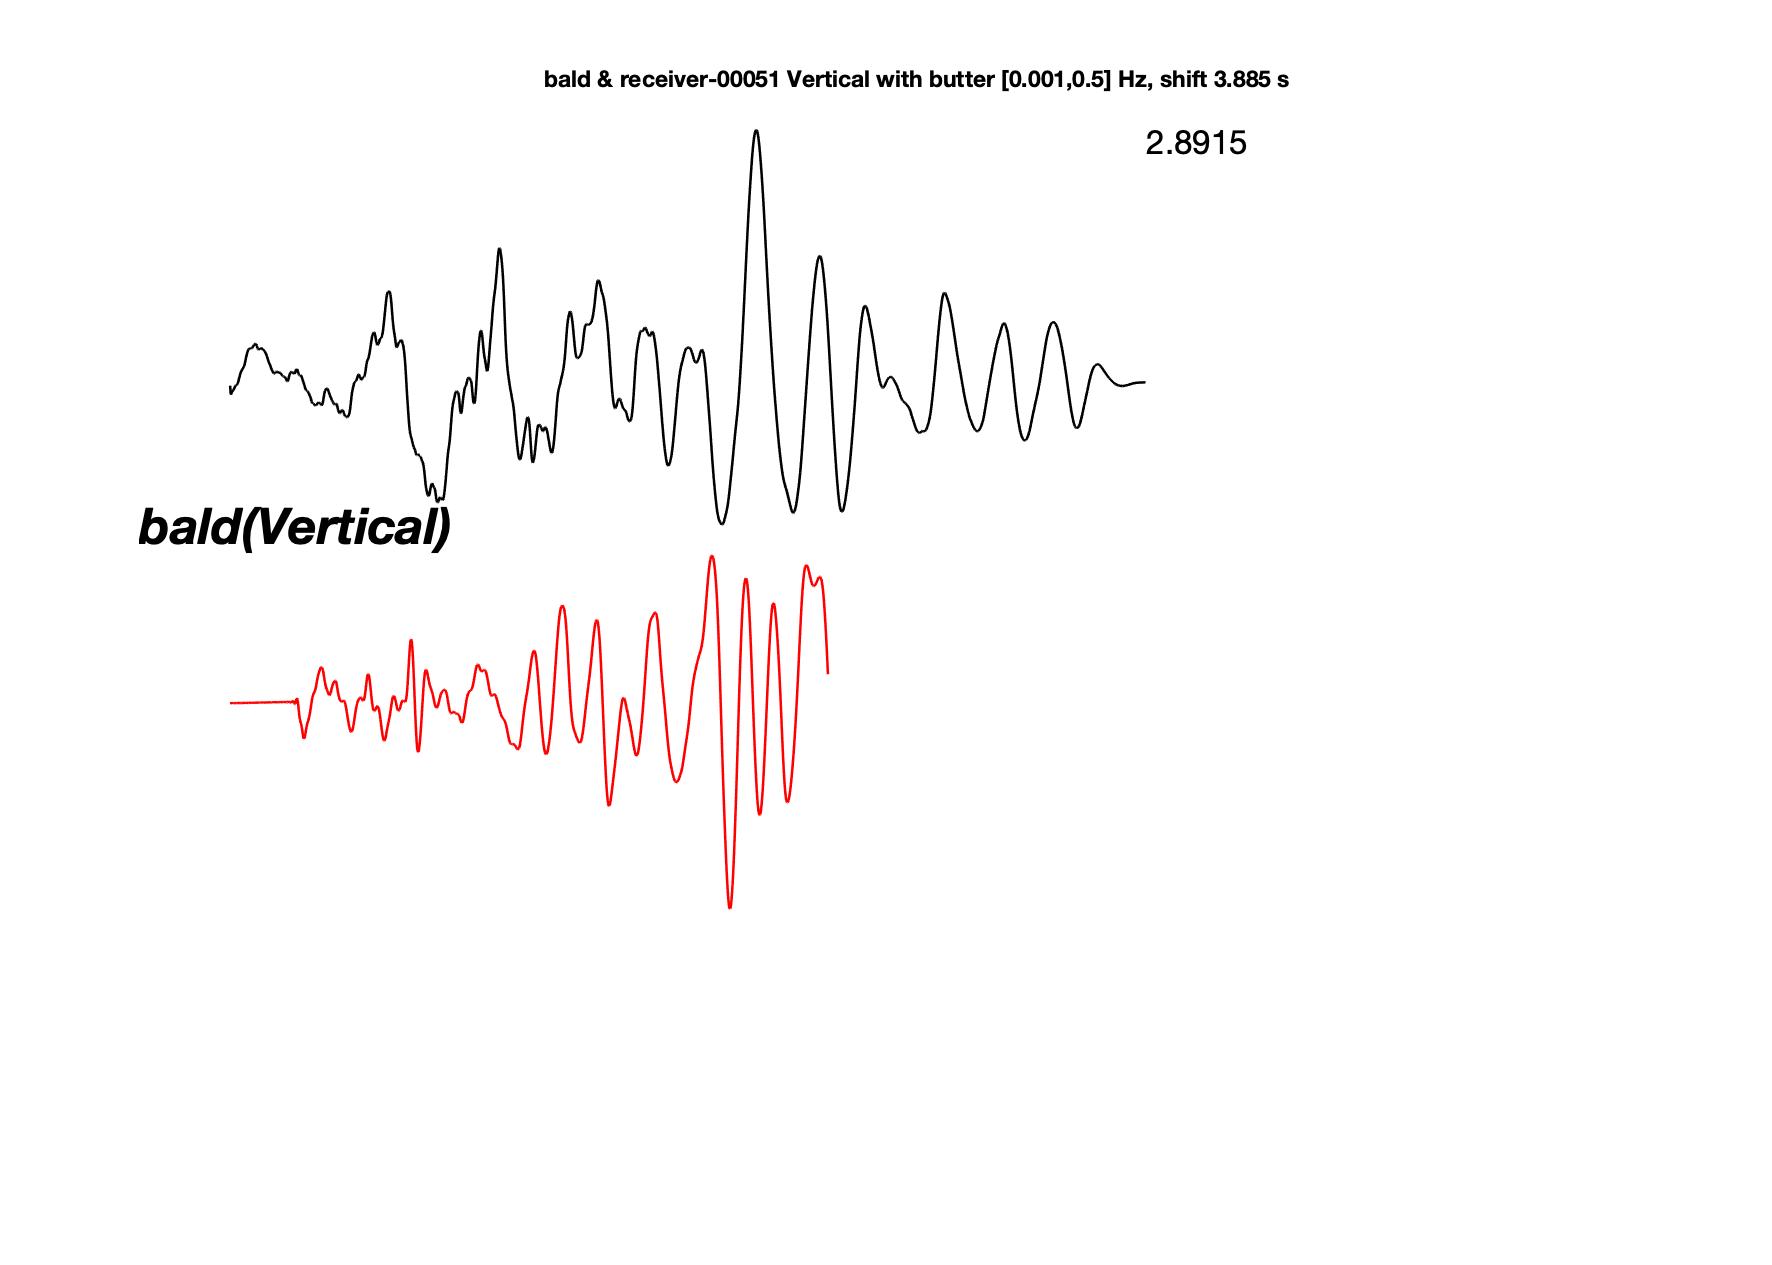 bald & receiver-00051 Vertical with butter [0.001,0.5] Hz, shift 3.885 s
2.8915
bald(Vertical)